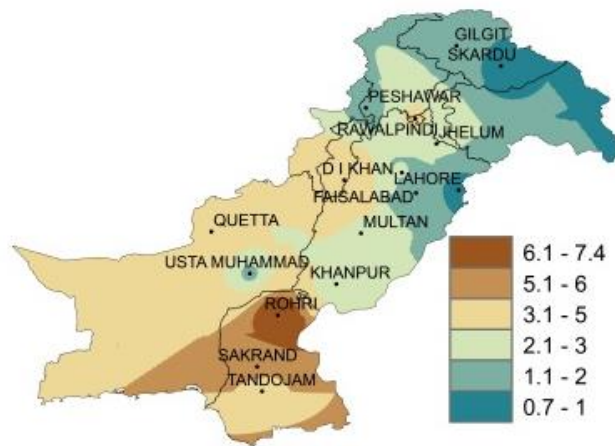 GILGIT
SKARDU
PESHAWAR
RAWALPINDI JHELUM
D I KHAN
LAHORE
FAISALABAD
QUETTA
MULTAN
USTA MUHAMMAD
KHANPUR
ROHRI
SAKRAND
TANDOJAM
6.1 - 7.4
5.1 - 6
3.1 - 5
2.1 - 3
1.1 - 2
0.7 - 1